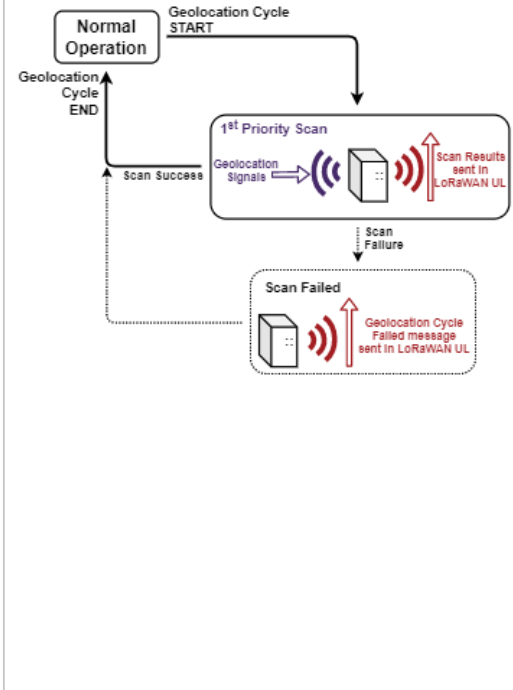 Geolocation Cycle
START
Normal
Operation
Geolocation
Cycle
END
1st Priority Scan
Geolocation
Signals
Scan Results
sent in
LoRaWAN UL
Scan Success
Scan
Failure
Scan Failed
Geolocation Cycle
Failed message
sent in LoRaWAN UL